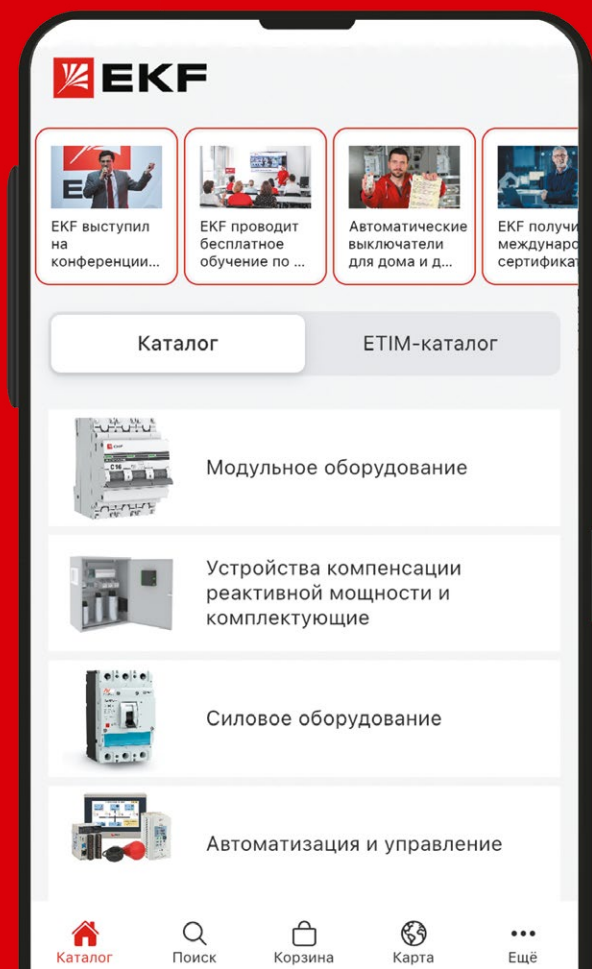 EKF
EKF выступил
на
конференции...
EKF проводит
бесплатное
обучение по ...
Автоматические
выключатели
для дома и д...
EKF получи
междунаро
сертифика
Каталог
ETIM-каталог
Модульное оборудование
Устройства компенсации
реактивной мощности и
комплектующие
Силовое оборудование
Автоматизация и управление
Каталог
Поиск
Корзина
Карта
Ещё